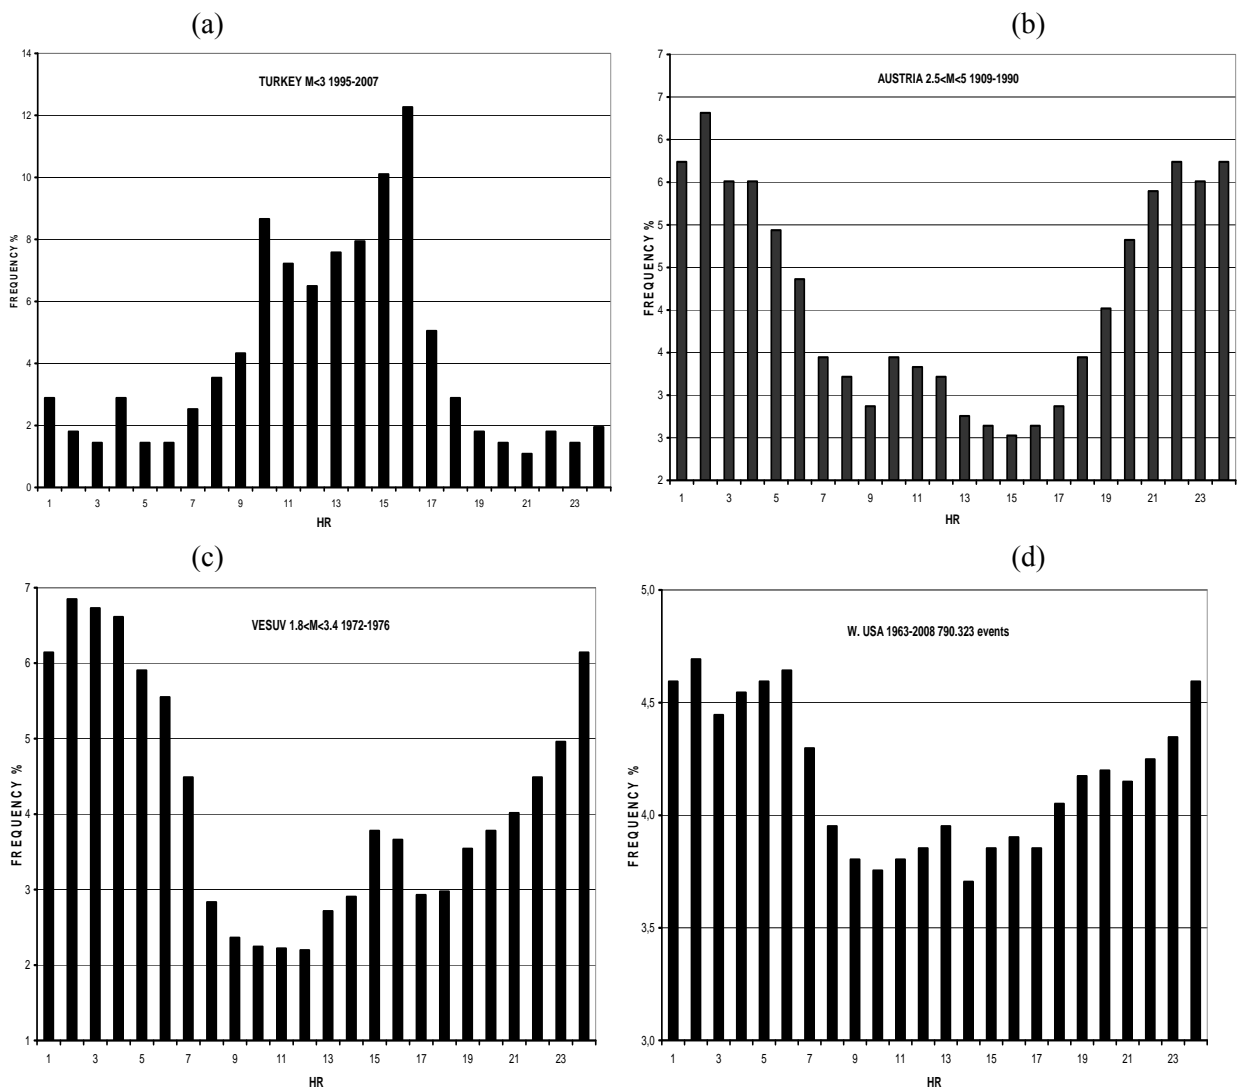 (a)
TURKEY M<3 1995-2007
FREQUENCY %
14
12
10
8
6
4
2
0
1 3 5 7 9 11 13 15 17 19 21 23
HR
(b)
AUSTRIA 2.5<M<5 1909-1990
FREQUENCY %
7
7
6
6
5
5
4
4
3
3
2
1 3 5 7 9 11 13 15 17 19 21 23
HR
(c)
VESUV 1.8<M<3.4 1972-1976
FREQUENCY %
7
6
5
4
3
2
1
1 3 5 7 9 11 13 15 17 19 21 23
HR
(d)
W. USA 1963-2008 790.323 events
FREQUENCY %
5,0
4,5
4,0
3,5
3,0
1 3 5 7 9 11 13 15 17 19 21 23
HR